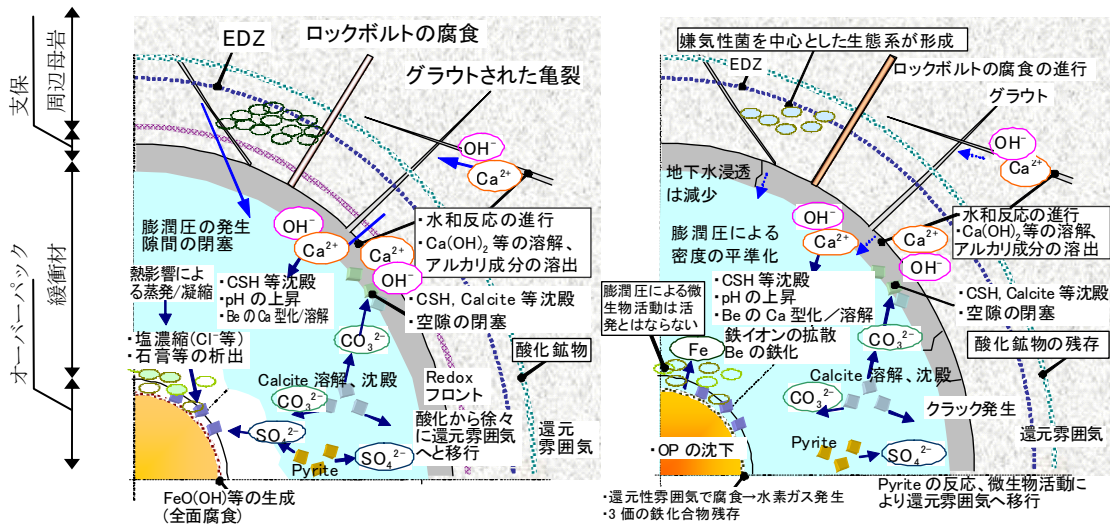 周辺母岩
支保
緩衝材
オーバーパック
EDZ
ロックボルトの腐食
グラウトされた亀裂
OH⁻
Ca²⁺
膨潤圧の発生
隙間の閉塞
OH⁻
Ca²⁺
Ca²⁺
OH⁻
・水和反応の進行
・Ca(OH)₂ 等の溶解、
アルカリ成分の溶出
熱影響によ
る蒸発/凝縮
・CSH 等沈殿
・pH の上昇
・Be の Ca 型化/溶解
・CSH, Calcite 等沈殿
・空隙の閉塞
・塩濃縮(Cl⁻等)
・石膏等の析出
CO₃²⁻
酸化鉱物
Calcite 溶解、沈殿
Redox
フロント
CO₃²⁻
酸化から徐々
に還元雰囲気
へと移行
還元
雰囲気
SO₄²⁻
Pyrite
SO₄²⁻
FeO(OH)等の生成
(全面腐食)
嫌気性菌を中心とした生態系が形成
EDZ
ロックボルトの腐食の進行
グラウト
OH⁻
Ca²⁺
地下水浸透
は減少
OH⁻
Ca²⁺
Ca²⁺
OH⁻
・水和反応の進行
・Ca(OH)₂等の溶解、
アルカリ成分の溶出
膨潤圧による
密度の平準化
・CSH 等沈殿
・pH の上昇
・Be の Ca 型化／溶解
・CSH, Calcite 等沈殿
・空隙の閉塞
膨潤圧による微
生物活動は活
発とはならない
Fe
鉄イオンの拡散
Be の鉄化
CO₃²⁻
酸化鉱物の残存
Calcite 溶解、沈殿
CO₃²⁻
クラック発生
Pyrite
SO₄²⁻
還元雰囲気
・OP の沈下
・還元性雰囲気で腐食→水素ガス発生
・3 価の鉄化合物残存
Pyrite の反応、微生物活動に
より還元雰囲気へ移行